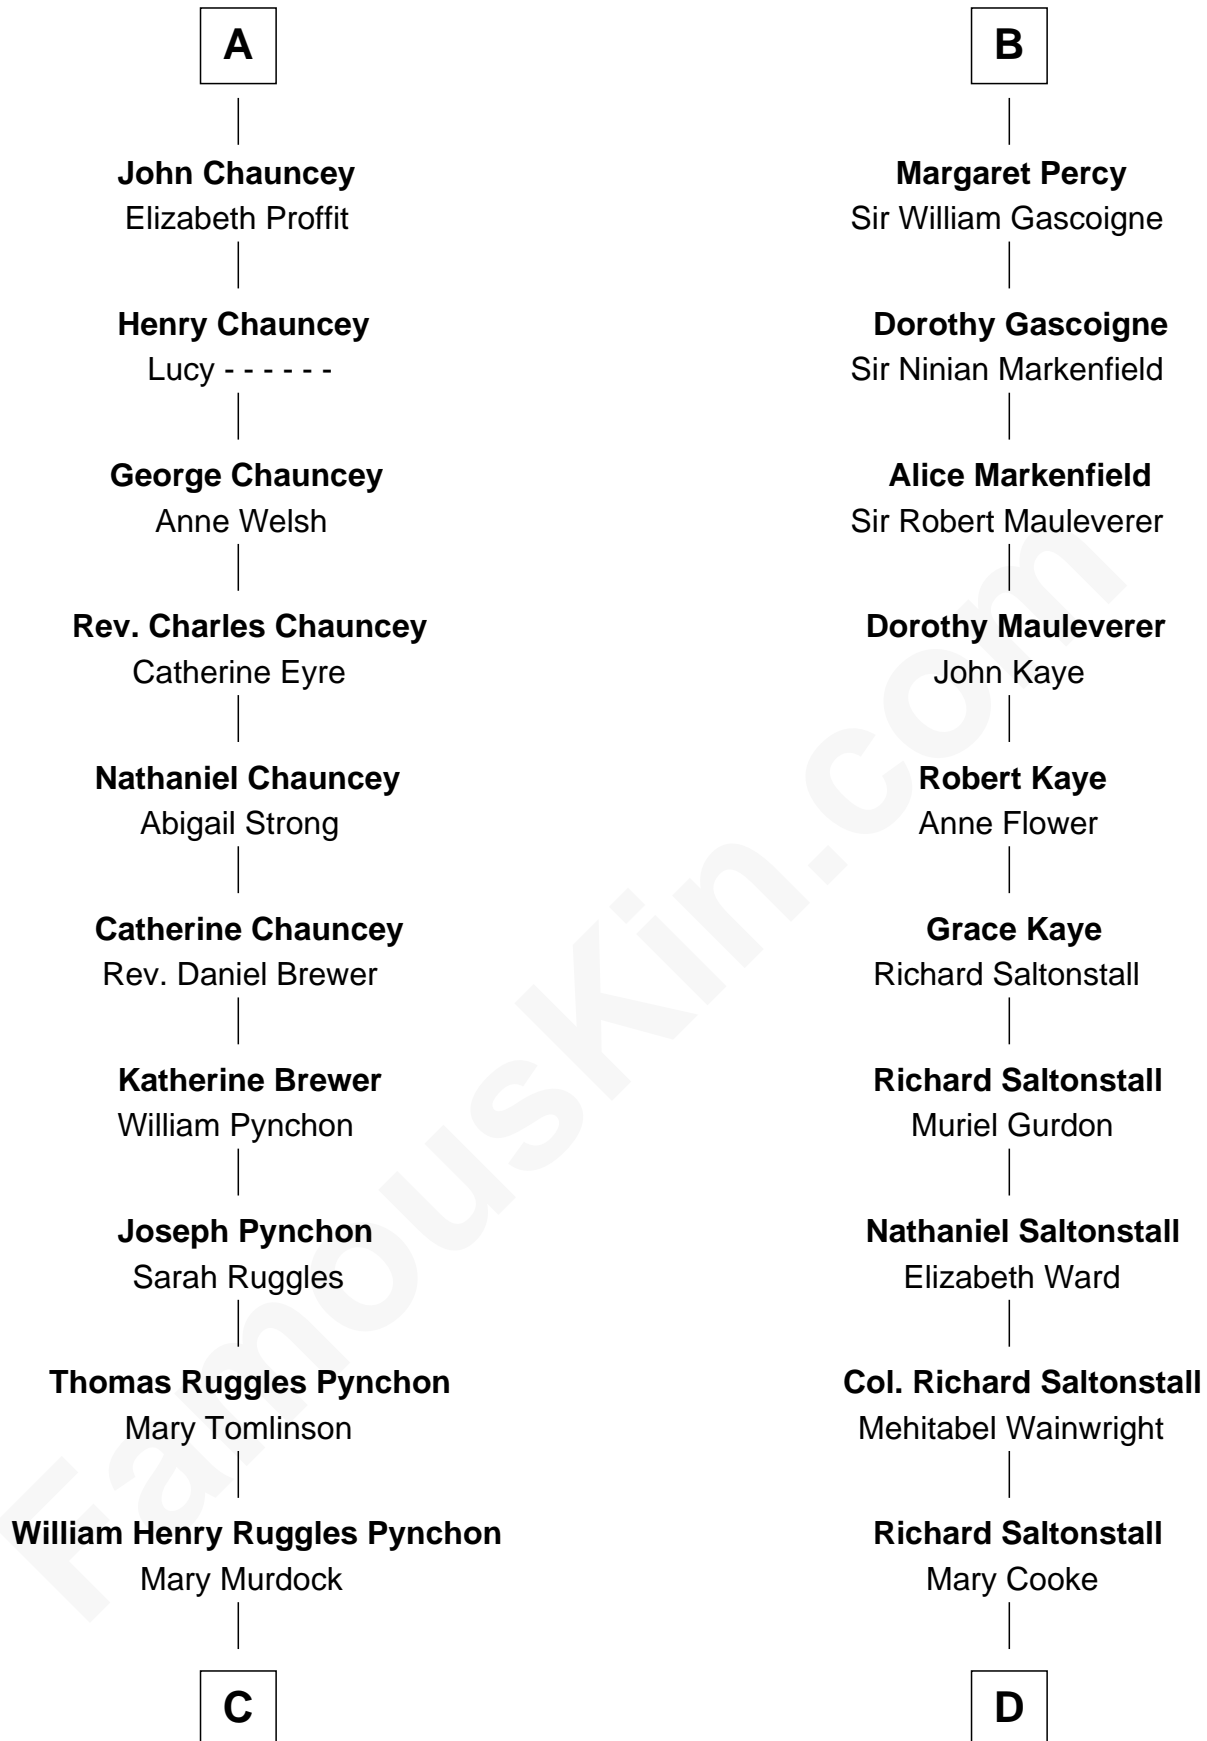 A
John Chauncey
Elizabeth Proffit
Henry Chauncey
Lucy - - - - - -
George Chauncey
Anne Welsh
Rev. Charles Chauncey
Catherine Eyre
Nathaniel Chauncey
Abigail Strong
Catherine Chauncey
Rev. Daniel Brewer
Katherine Brewer
William Pynchon
Joseph Pynchon
Sarah Ruggles
Thomas Ruggles Pynchon
Mary Tomlinson
William Henry Ruggles Pynchon
Mary Murdock
C
B
Margaret Percy
Sir William Gascoigne
Dorothy Gascoigne
Sir Ninian Markenfield
Alice Markenfield
Sir Robert Mauleverer
Dorothy Mauleverer
John Kaye
Robert Kaye
Anne Flower
Grace Kaye
Richard Saltonstall
Richard Saltonstall
Muriel Gurdon
Nathaniel Saltonstall
Elizabeth Ward
Col. Richard Saltonstall
Mehitabel Wainwright
Richard Saltonstall
Mary Cooke
D
FamousKin.com